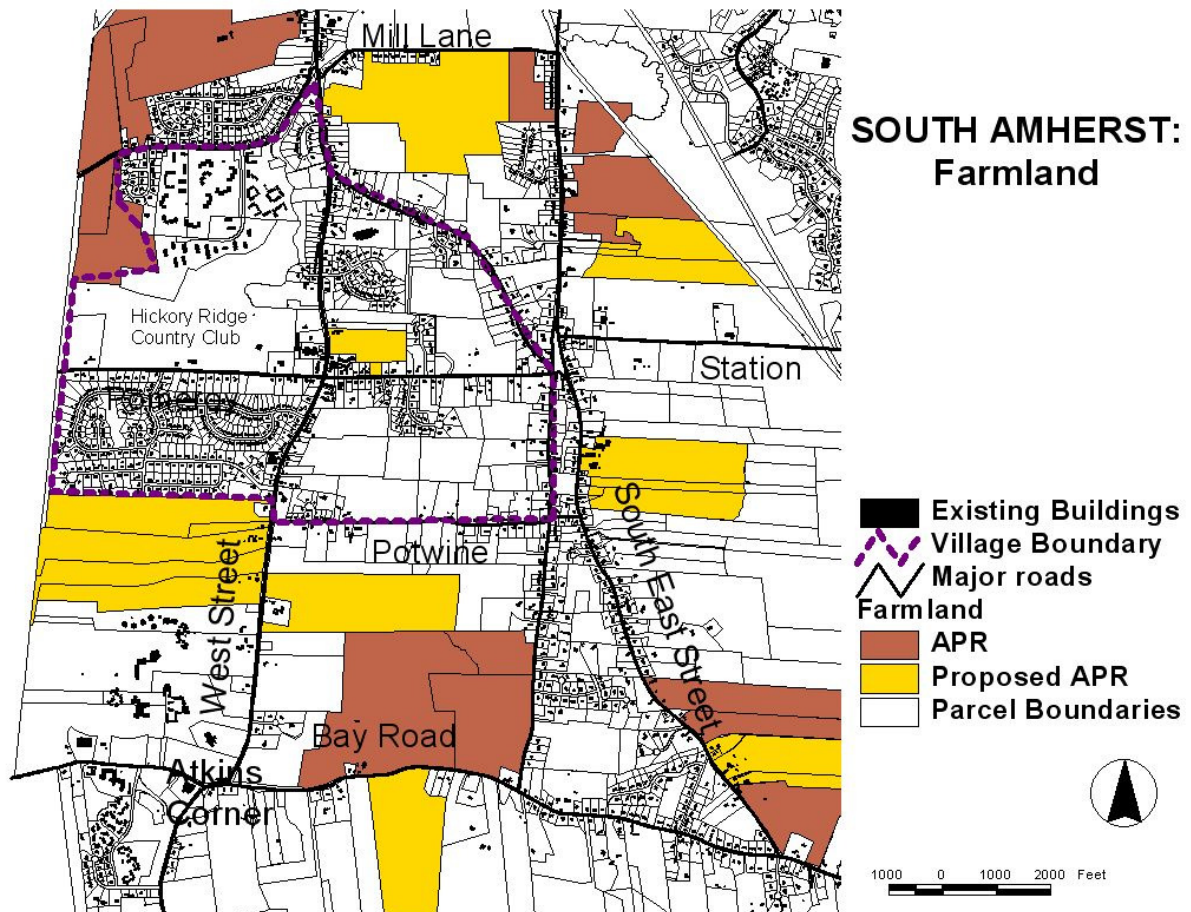 Mill Lane
SOUTH AMHERST:
Farmland
Hickory Ridge
Country Club
Station
Pomeroy
South East Street
Potwine
West Street
Bay Road
Atkins
Corner
Existing Buildings
Village Boundary
Major roads
Farmland
APR
Proposed APR
Parcel Boundaries
1000 0 1000 2000 Feet